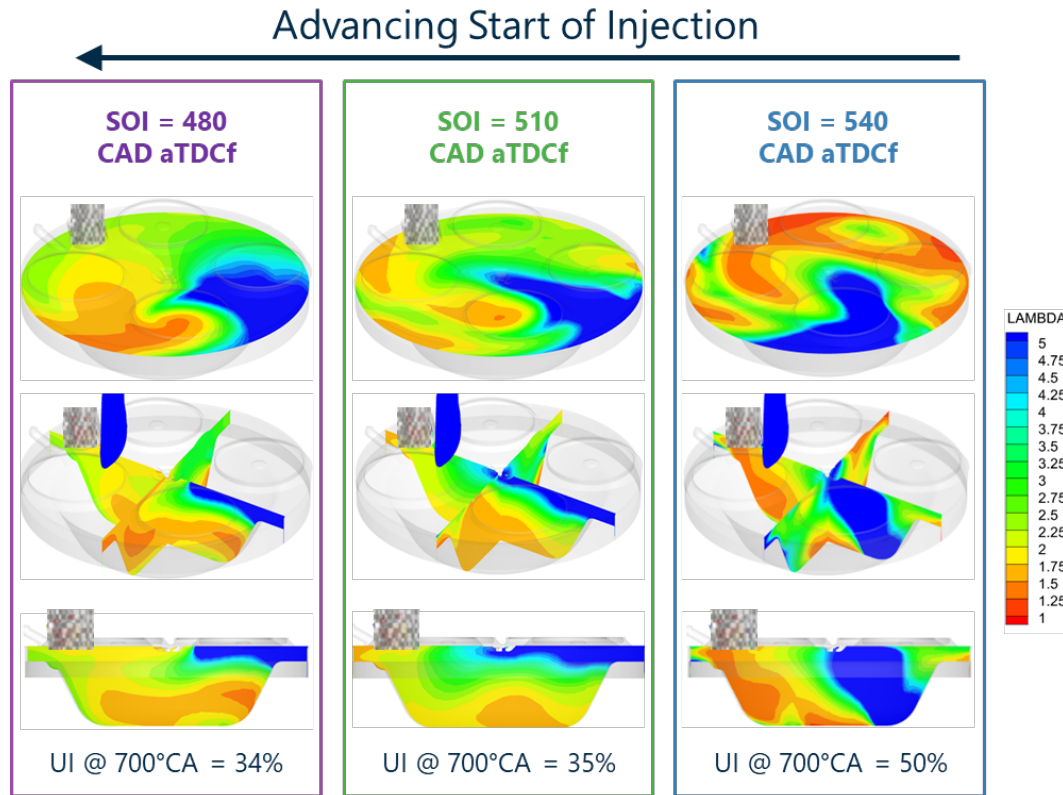 Advancing Start of Injection
SOI = 480
CAD aTDCf
SOI = 510
CAD aTDCf
SOI = 540
CAD aTDCf
LAMBDA
5
4.75
4.5
4.25
4
3.75
3.5
3.25
3
2.75
2.5
2.25
2
1.75
1.5
1.25
1
UI @ 700°CA = 34%
UI @ 700°CA = 35%
UI @ 700°CA = 50%